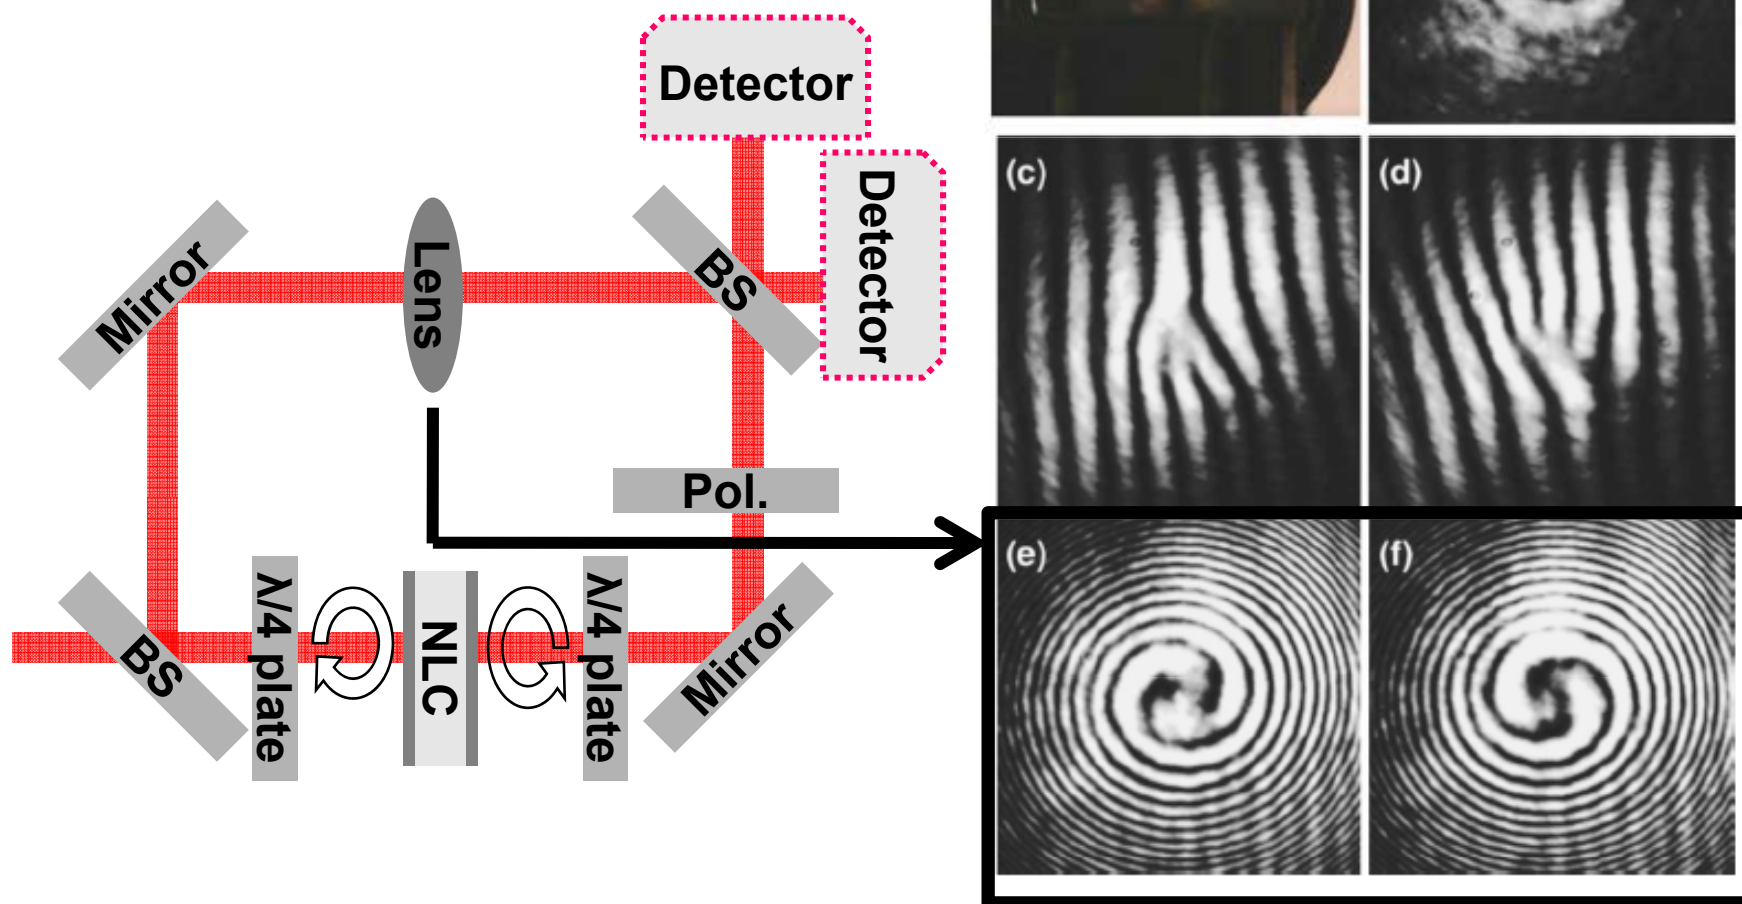 Detector
Detector
Mirror
Lens
BS
Pol.
BS
λ/4 plate
NLC
λ/4 plate
Mirror
(c)
(d)
(e)
(f)